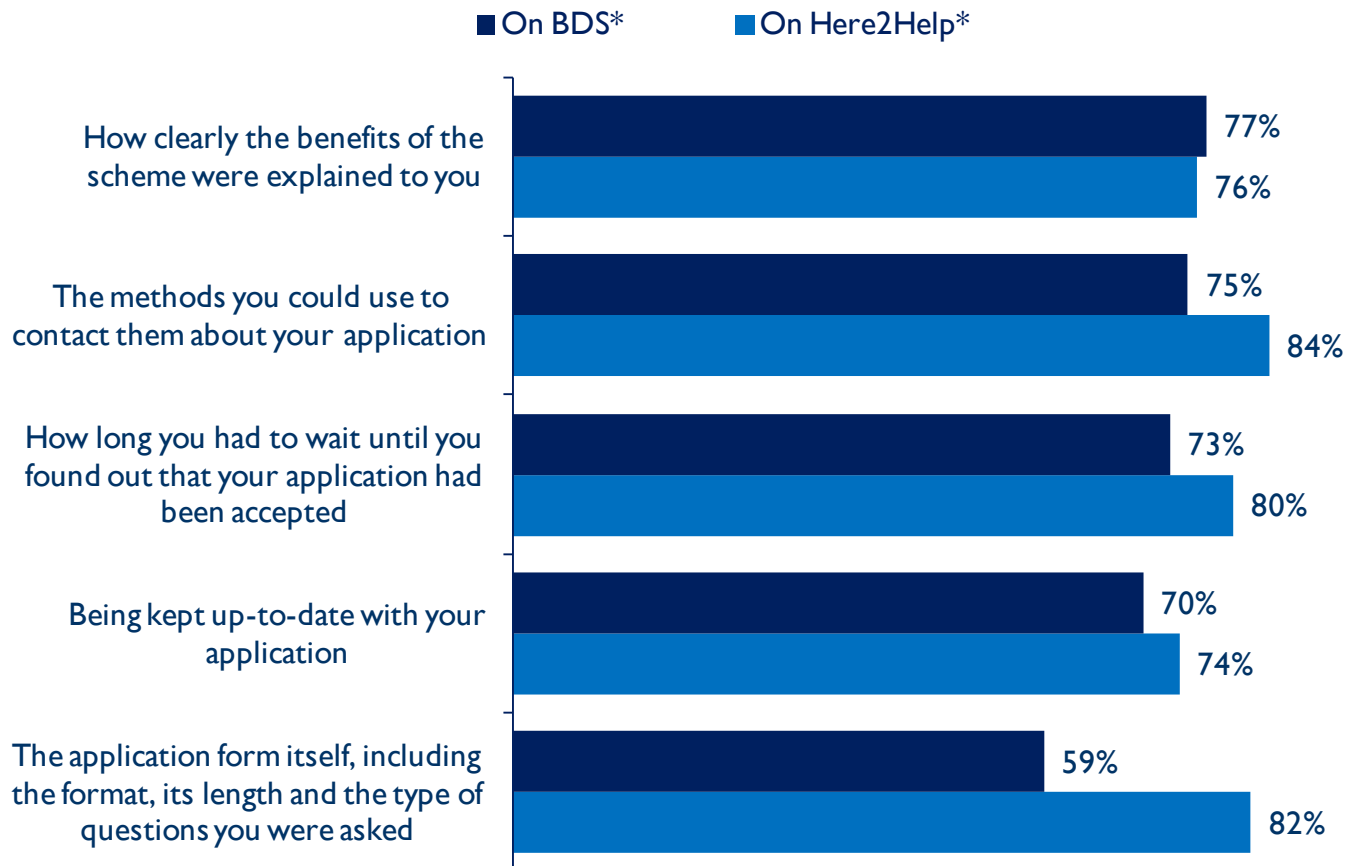 On BDS*
On Here2Help*
How clearly the benefits of the
scheme were explained to you
77%
76%
The methods you could use to
contact them about your application
75%
84%
How long you had to wait until you
found out that your application had
been accepted
73%
80%
Being kept up-to-date with your
application
70%
74%
The application form itself, including
the format, its length and the type of
questions you were asked
59%
82%